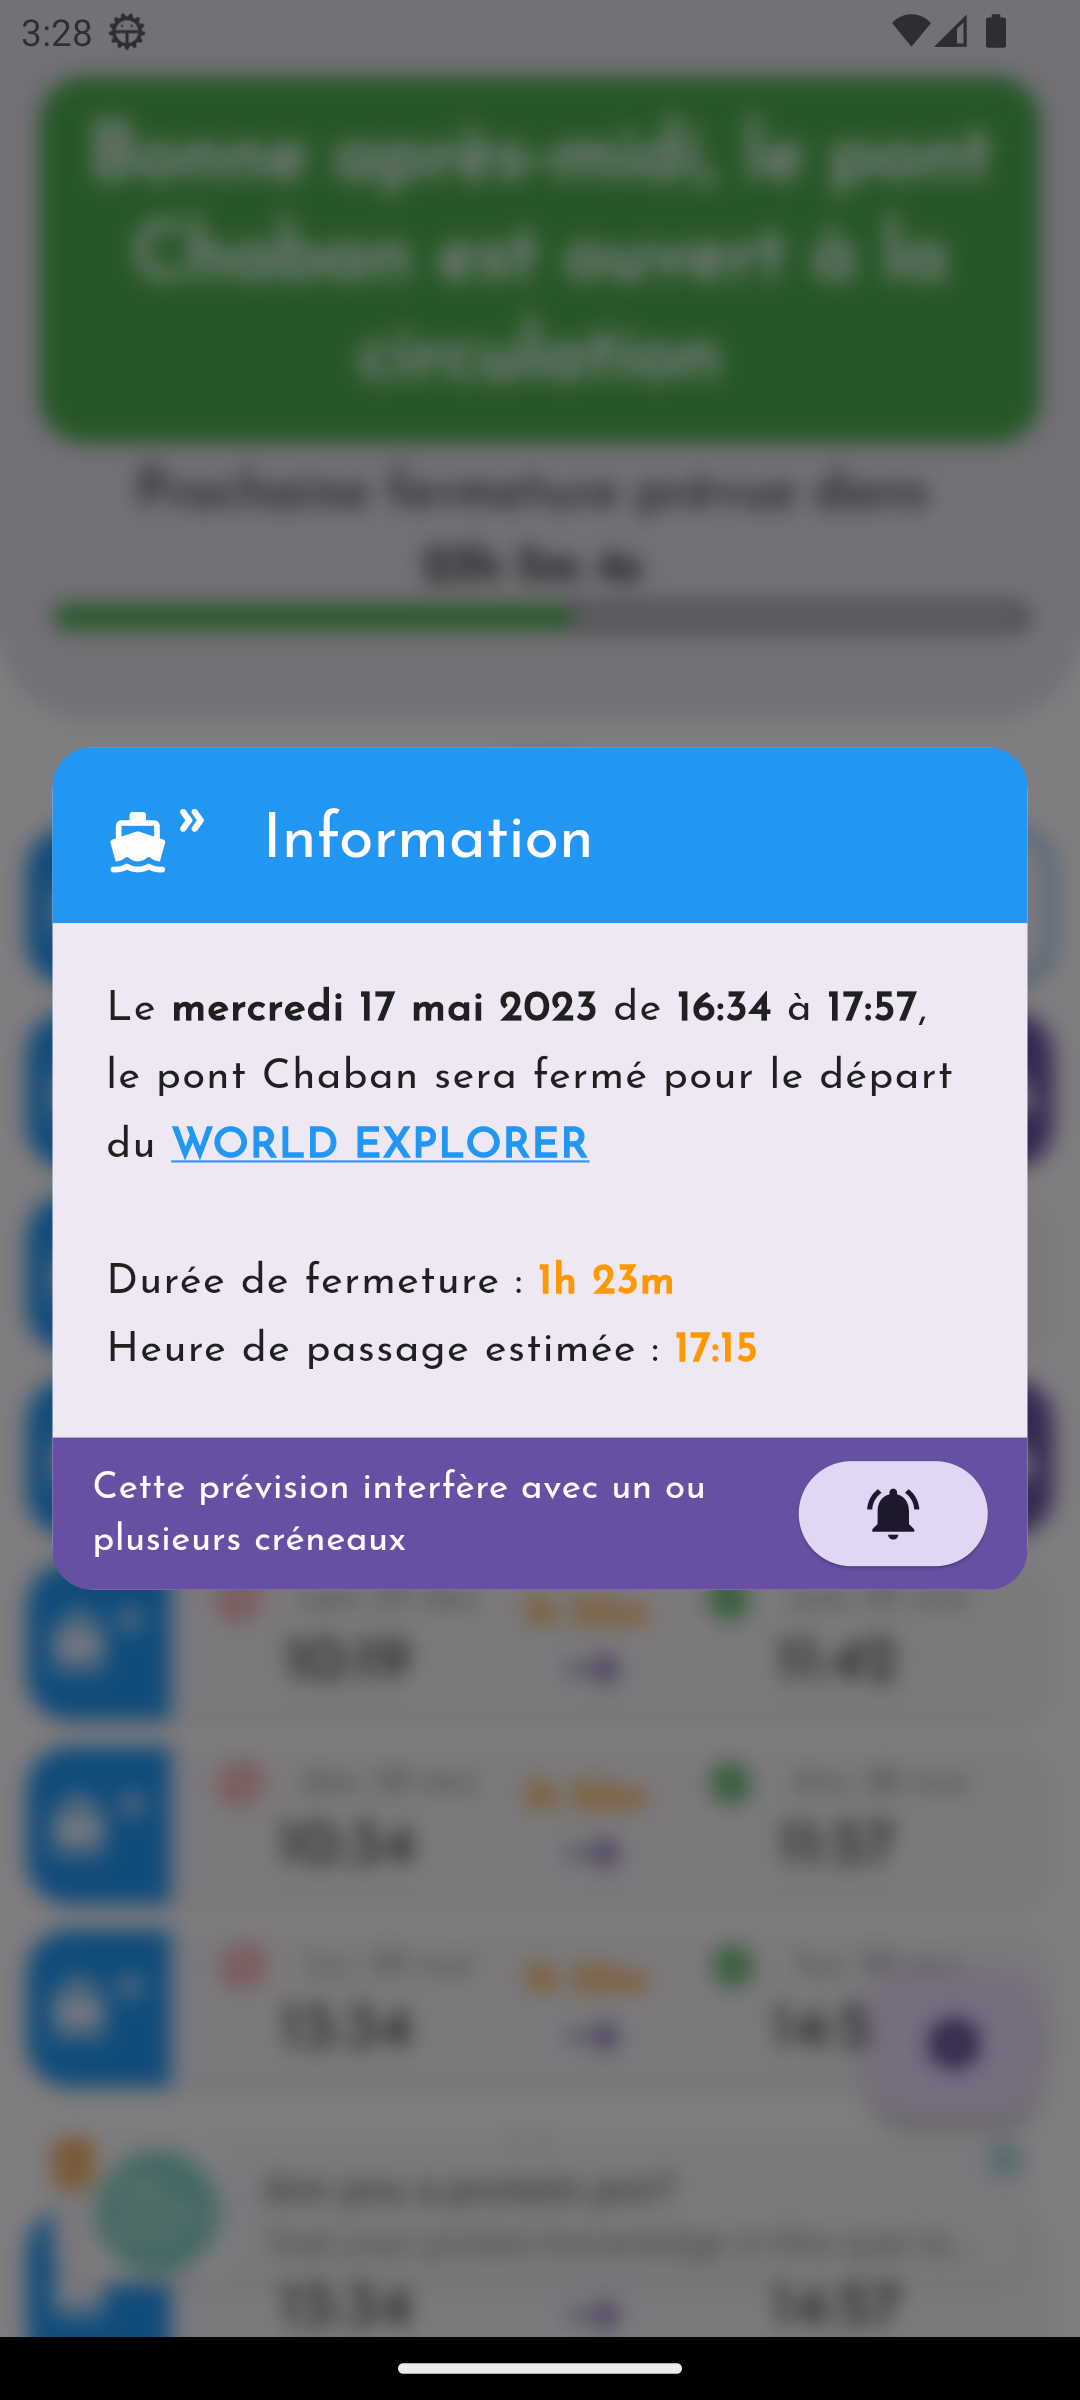 3:28
Bonne après-midi, le pont
Chaban est ouvert à la
circulation
Prochaine fermeture prévue dans
Information
Le mercredi 17 mai 2023 de 16:34 à 17:57,
le pont Chaban sera fermé pour le départ
du WORLD EXPLORER
Durée de fermeture : 1h 23m
Heure de passage estimée : 17:15
Cette prévision interfère avec un ou
plusieurs créneaux
10:19 11:42
10:34 11:57
13:34 14:5
13:34 14:57